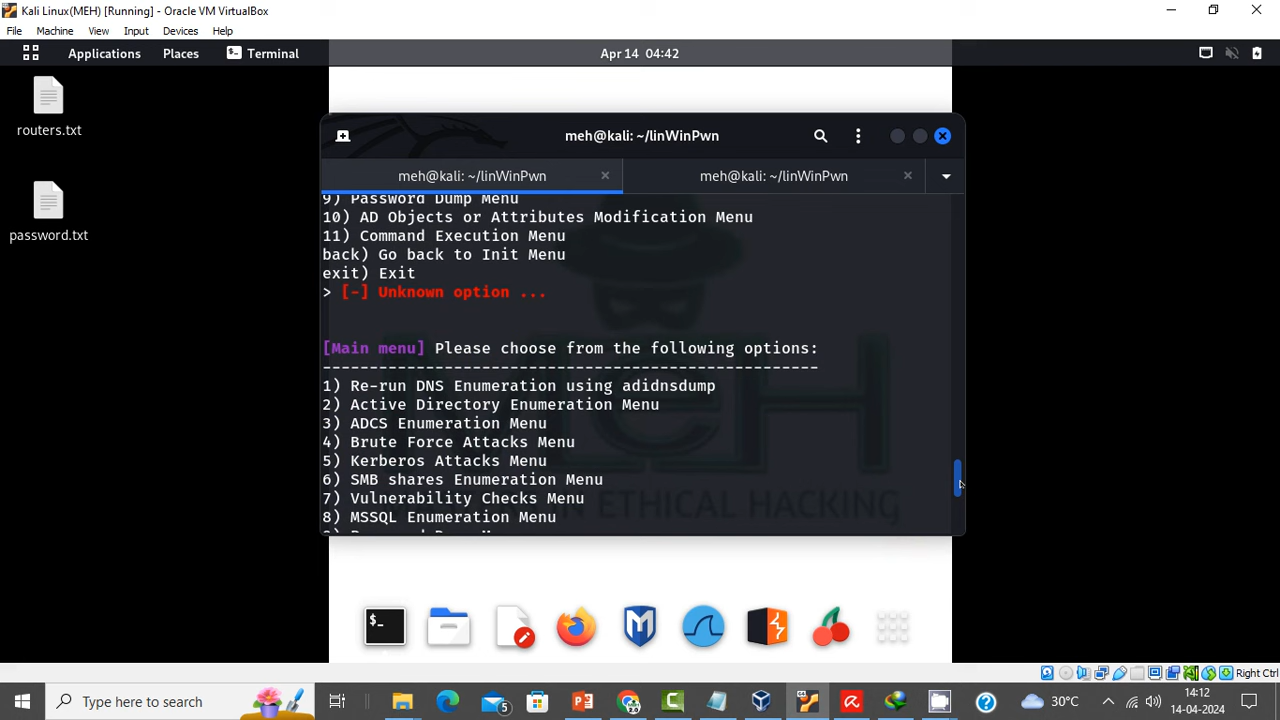 Kali Linux(MEH) [Running] - Oracle VM VirtualBox
File Machine View Input Devices Help
Applications Places Terminal
Apr 14 04:42
routers.txt
password.txt
meh@kali: ~/linWinPwn
meh@kali: ~/linWinPwn
meh@kali: ~/linWinPwn
9) Password Dump Menu
10) AD Objects or Attributes Modification Menu
11) Command Execution Menu
back) Go back to Init Menu
exit) Exit
> [-] Unknown option ...
[Main menu] Please choose from the following options:
-----------------------------------------------------
1) Re-run DNS Enumeration using adidnsdump
2) Active Directory Enumeration Menu
3) ADCS Enumeration Menu
4) Brute Force Attacks Menu
5) Kerberos Attacks Menu
6) SMB shares Enumeration Menu
7) Vulnerability Checks Menu
8) MSSQL Enumeration Menu
ETHICAL HACKING
$_
Right Ctrl
Type here to search
5
30°C
14:12
14-04-2024